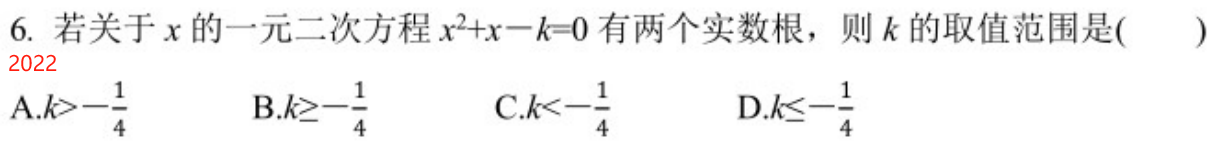 6. 若关于 x 的一元二次方程 x²+x－k=0 有两个实数根，则 k 的取值范围是( )
2022
A.k>－1/4 B.k≥－1/4 C.k<－1/4 D.k≤－1/4